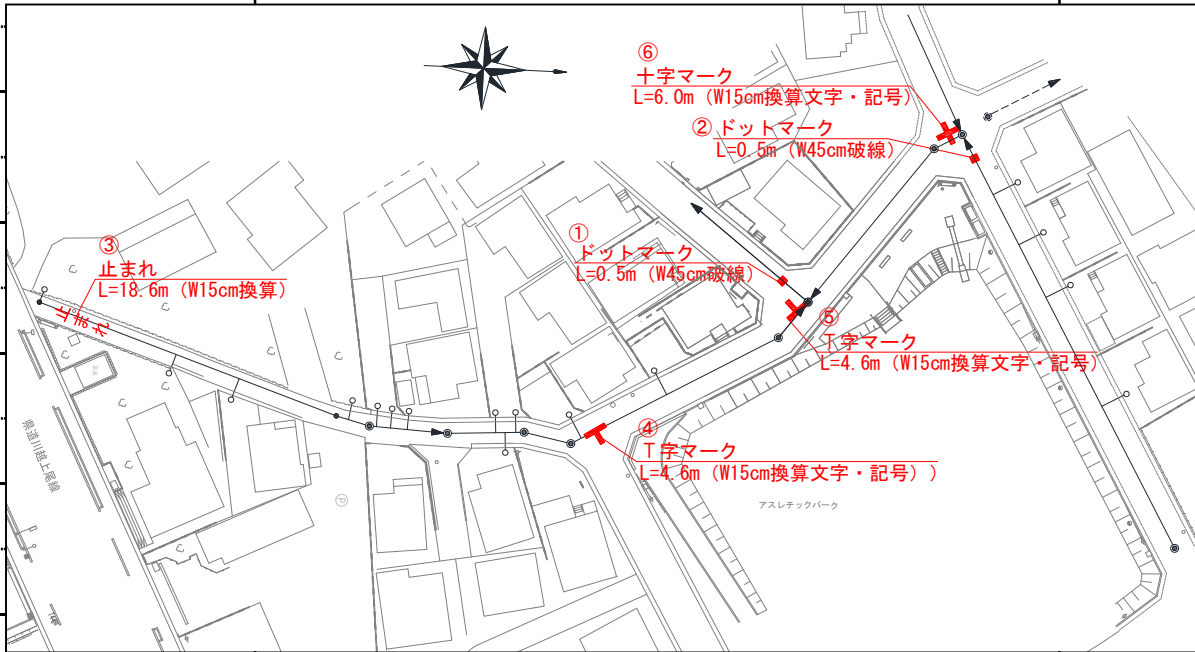 ⑥
十字マーク
L=6.0m (W15cm換算文字・記号)
② ドットマーク
L=0.5m (W45cm破線)
①
ドットマーク
L=0.5m (W45cm破線)
③
止まれ
L=18.6m (W15cm換算)
止まれ
⑤
T字マーク
L=4.6m (W15cm換算文字・記号)
④
T字マーク
L=4.6m (W15cm換算文字・記号))
県道川越上尾線
Ⓟ
アスレチックパーク